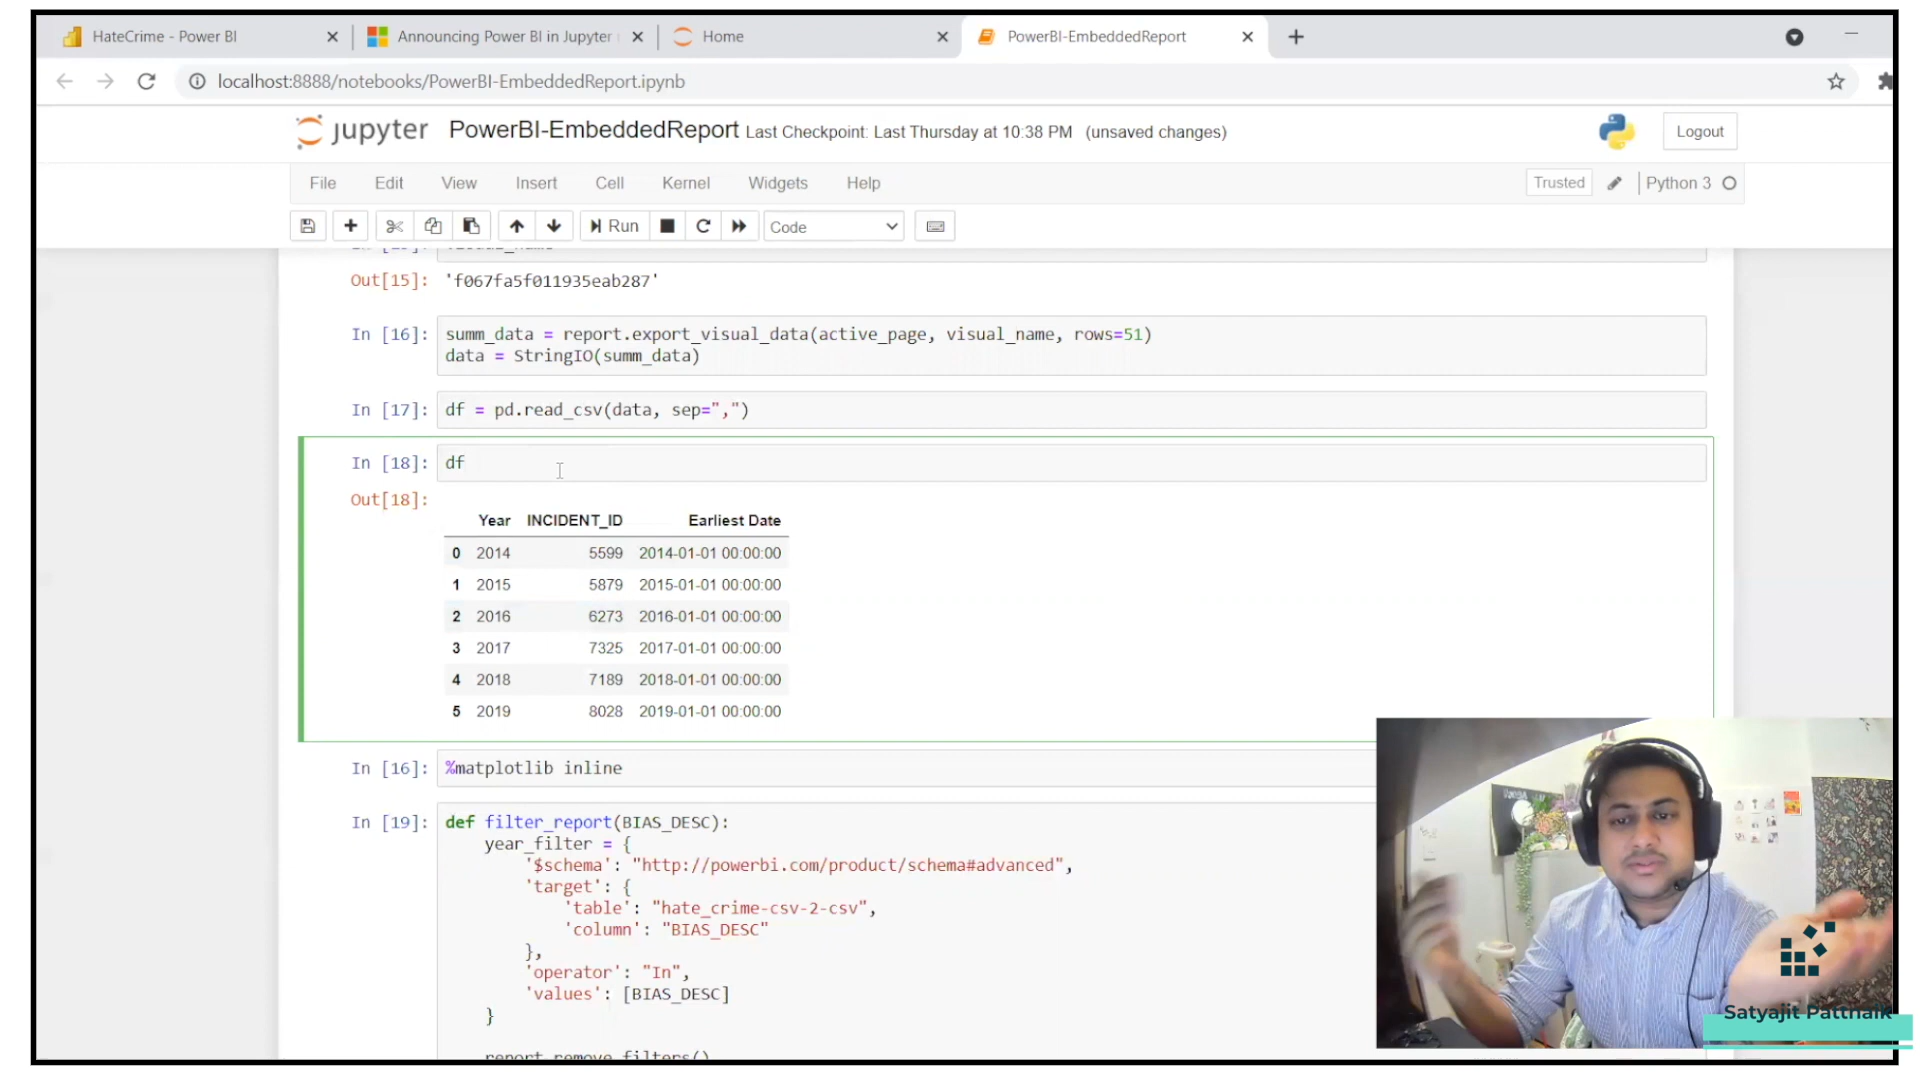 HateCrime - Power BI
Announcing Power BI in Jupyter
Home
PowerBI-EmbeddedReport
localhost:8888/notebooks/PowerBI-EmbeddedReport.ipynb
jupyter PowerBI-EmbeddedReport Last Checkpoint: Last Thursday at 10:38 PM (unsaved changes)
Logout
File Edit View Insert Cell Kernel Widgets Help
Trusted
Python 3
Run
Code
Out[15]: 'f067fa5f011935eab287'
In [16]: summ_data = report.export_visual_data(active_page, visual_name, rows=51)
data = StringIO(summ_data)
In [17]: df = pd.read_csv(data, sep=",")
In [18]: df
Out[18]:
Year INCIDENT_ID Earliest Date
0 2014 5599 2014-01-01 00:00:00
1 2015 5879 2015-01-01 00:00:00
2 2016 6273 2016-01-01 00:00:00
3 2017 7325 2017-01-01 00:00:00
4 2018 7189 2018-01-01 00:00:00
5 2019 8028 2019-01-01 00:00:00
In [16]: %matplotlib inline
In [19]: def filter_report(BIAS_DESC):
year_filter = {
'$schema': "http://powerbi.com/product/schema#advanced",
'target': {
'table': "hate_crime-csv-2-csv",
'column': "BIAS_DESC"
},
'operator': "In",
'values': [BIAS_DESC]
}
report.remove_filters()
Satyajit Pattnaik